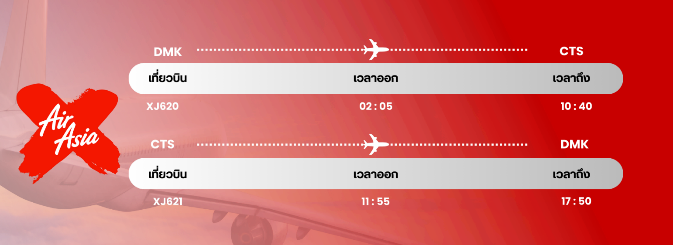 DMK CTS
เที่ยวบิน เวลาออก เวลาถึง
XJ620 02 : 05 10 : 40
Air
Asia
CTS DMK
เที่ยวบิน เวลาออก เวลาถึง
XJ621 11 : 55 17 : 50